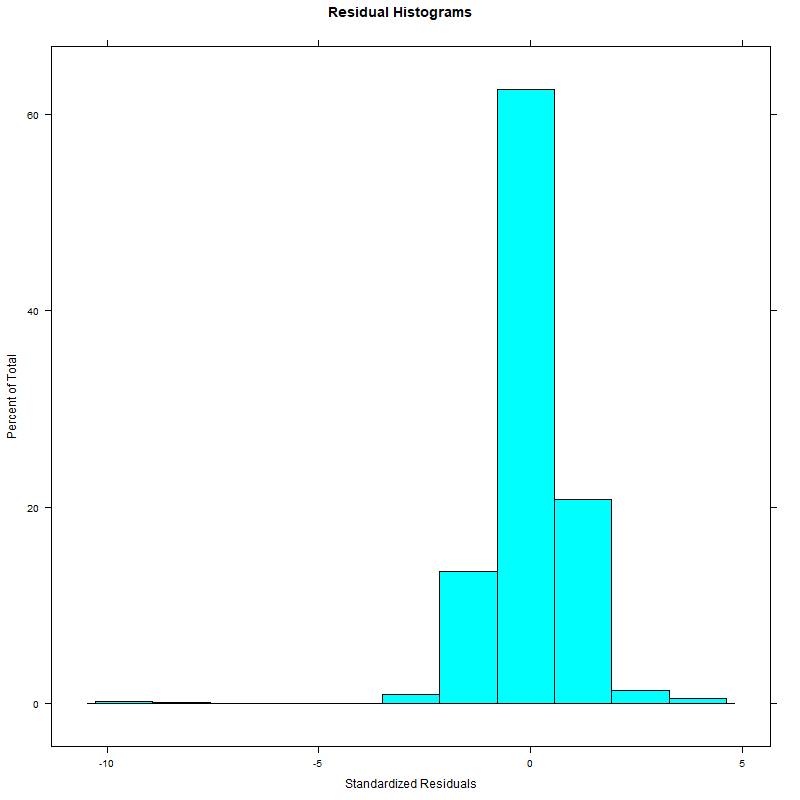 Residual Histograms
60
40
20
0
Percent of Total
-10 -5 0 5
Standardized Residuals